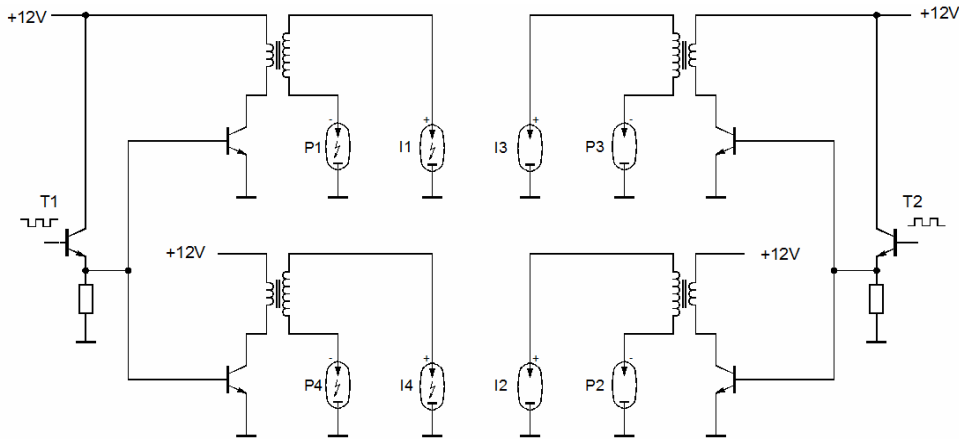 +12V
+12V
P1
I1
I3
P3
T1
T2
+12V
+12V
P4
I4
I2
P2
- + + -
- + + -